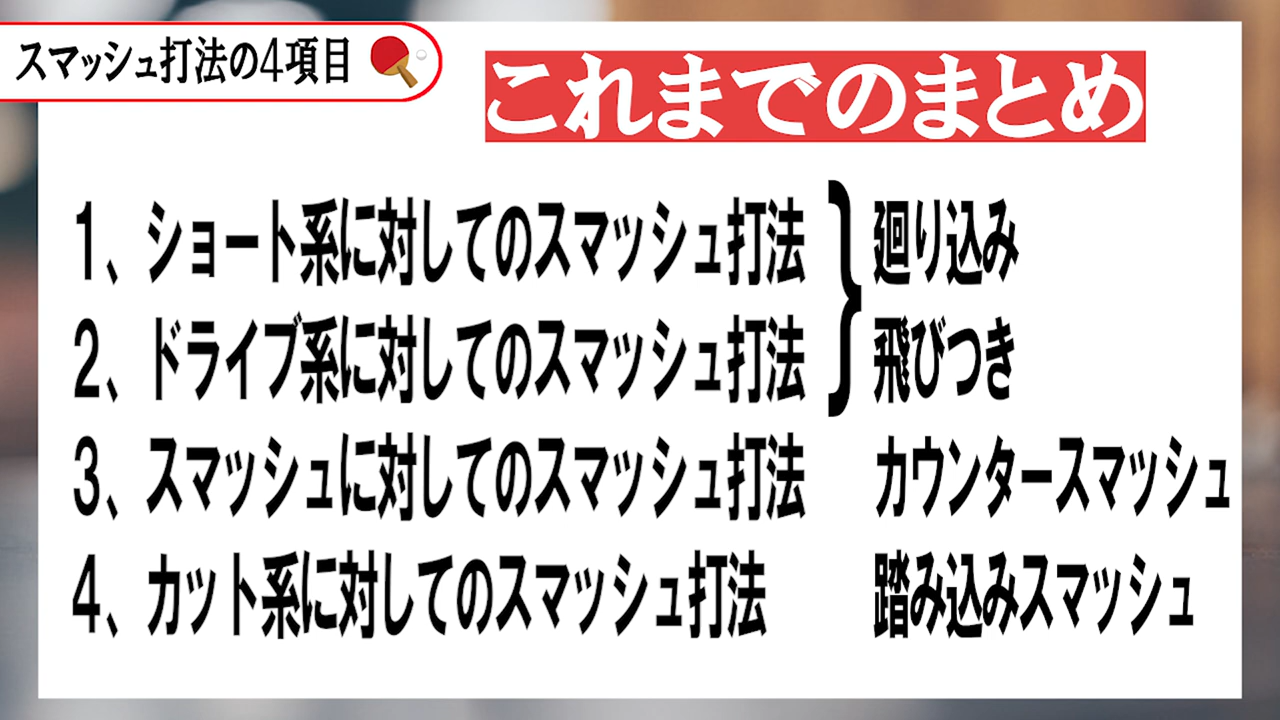 スマッシュ打法の4項目
これまでのまとめ
1、ショート系に対してのスマッシュ打法 廻り込み
2、ドライブ系に対してのスマッシュ打法 飛びつき
3、スマッシュに対してのスマッシュ打法 カウンタースマッシュ
4、カット系に対してのスマッシュ打法 踏み込みスマッシュ